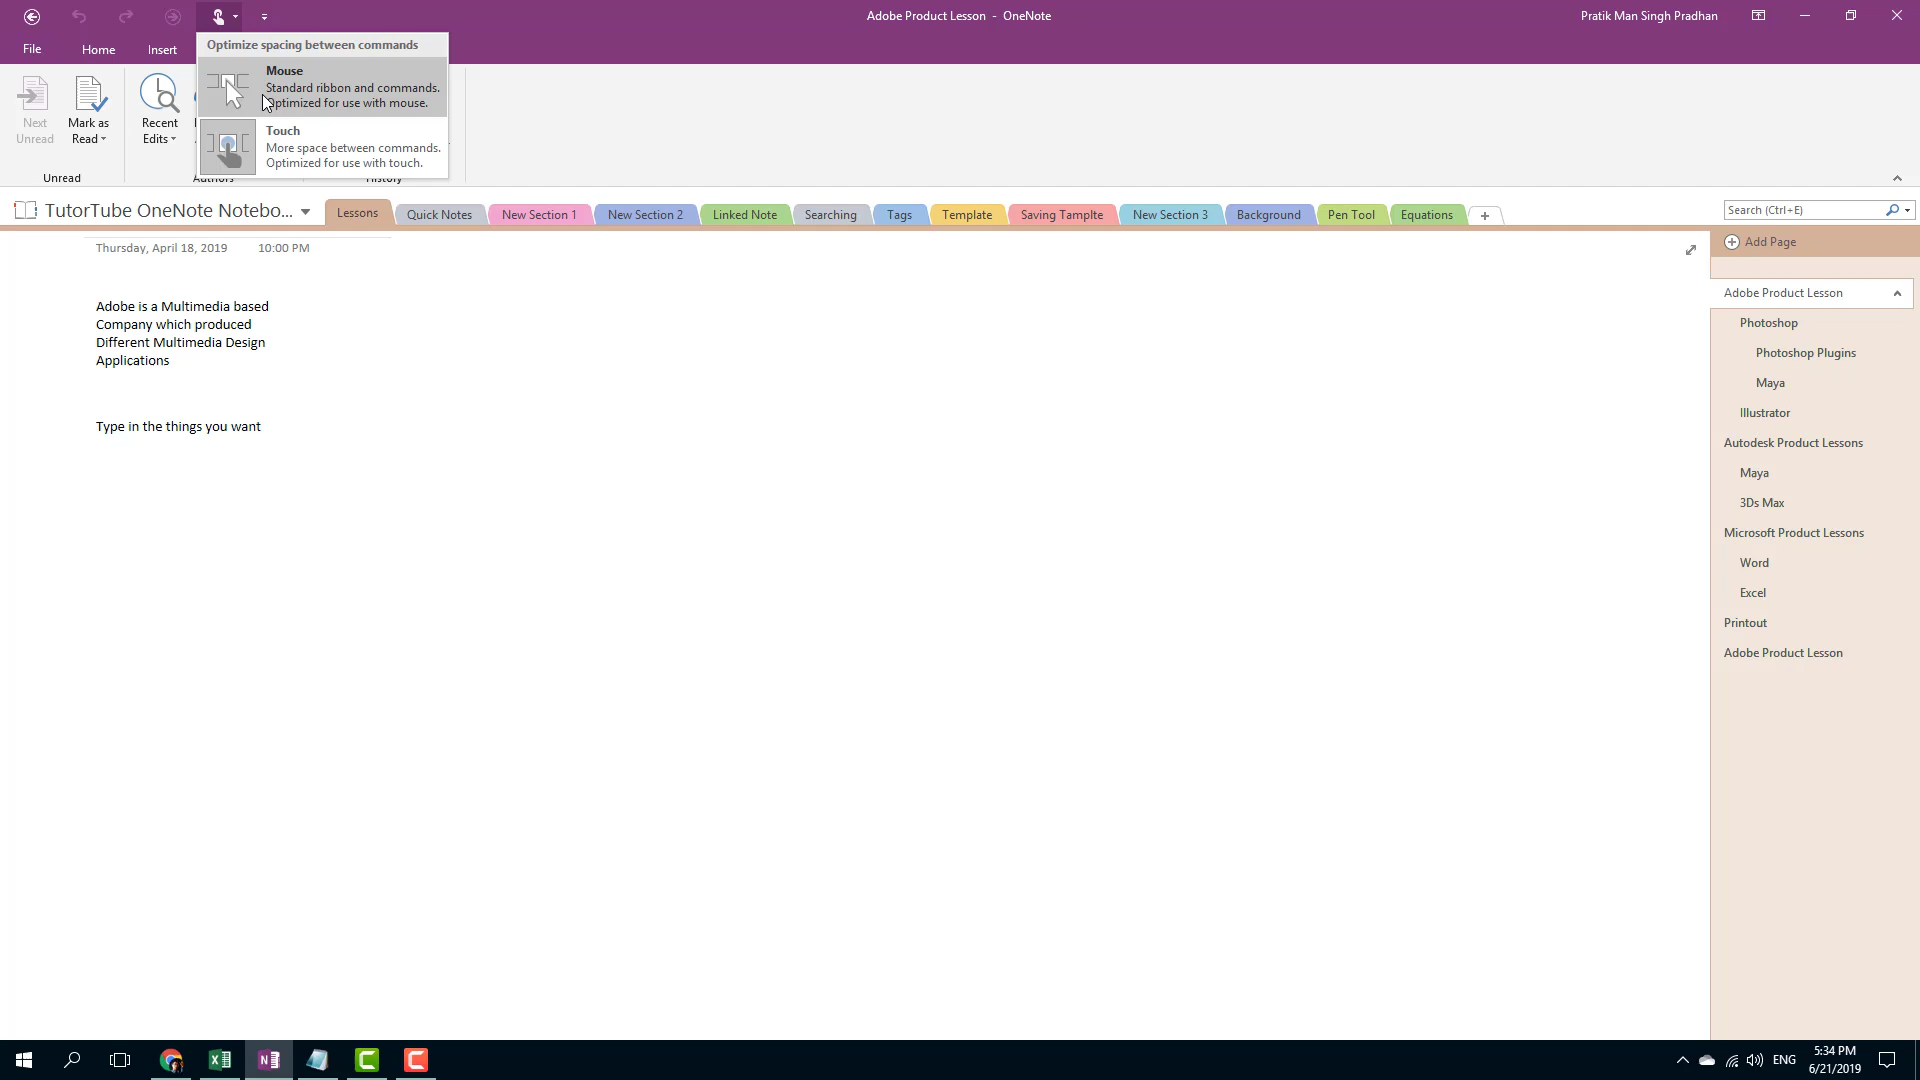 Adobe Product Lesson - OneNote
Pratik Man Singh Pradhan
File
Home
Insert
Optimize spacing between commands
Mouse
Standard ribbon and commands.
Optimized for use with mouse.
Touch
More space between commands.
Optimized for use with touch.
Next
Unread
Mark as
Read
Recent
Edits
Unread
Authors
History
TutorTube OneNote Notebo...
Lessons
Quick Notes
New Section 1
New Section 2
Linked Note
Searching
Tags
Template
Saving Tamplte
New Section 3
Background
Pen Tool
Equations
Search (Ctrl+E)
Thursday, April 18, 2019
10:00 PM
Add Page
Adobe is a Multimedia based
Company which produced
Different Multimedia Design
Applications
Type in the things you want
Adobe Product Lesson
Photoshop
Photoshop Plugins
Maya
Illustrator
Autodesk Product Lessons
Maya
3Ds Max
Microsoft Product Lessons
Word
Excel
Printout
Adobe Product Lesson
ENG
5:34 PM
6/21/2019